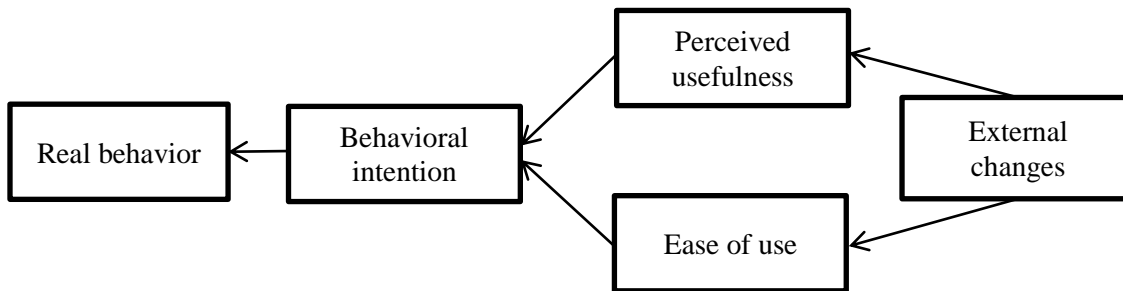 Perceived
usefulness
Real behavior
Behavioral
intention
External
changes
Ease of use